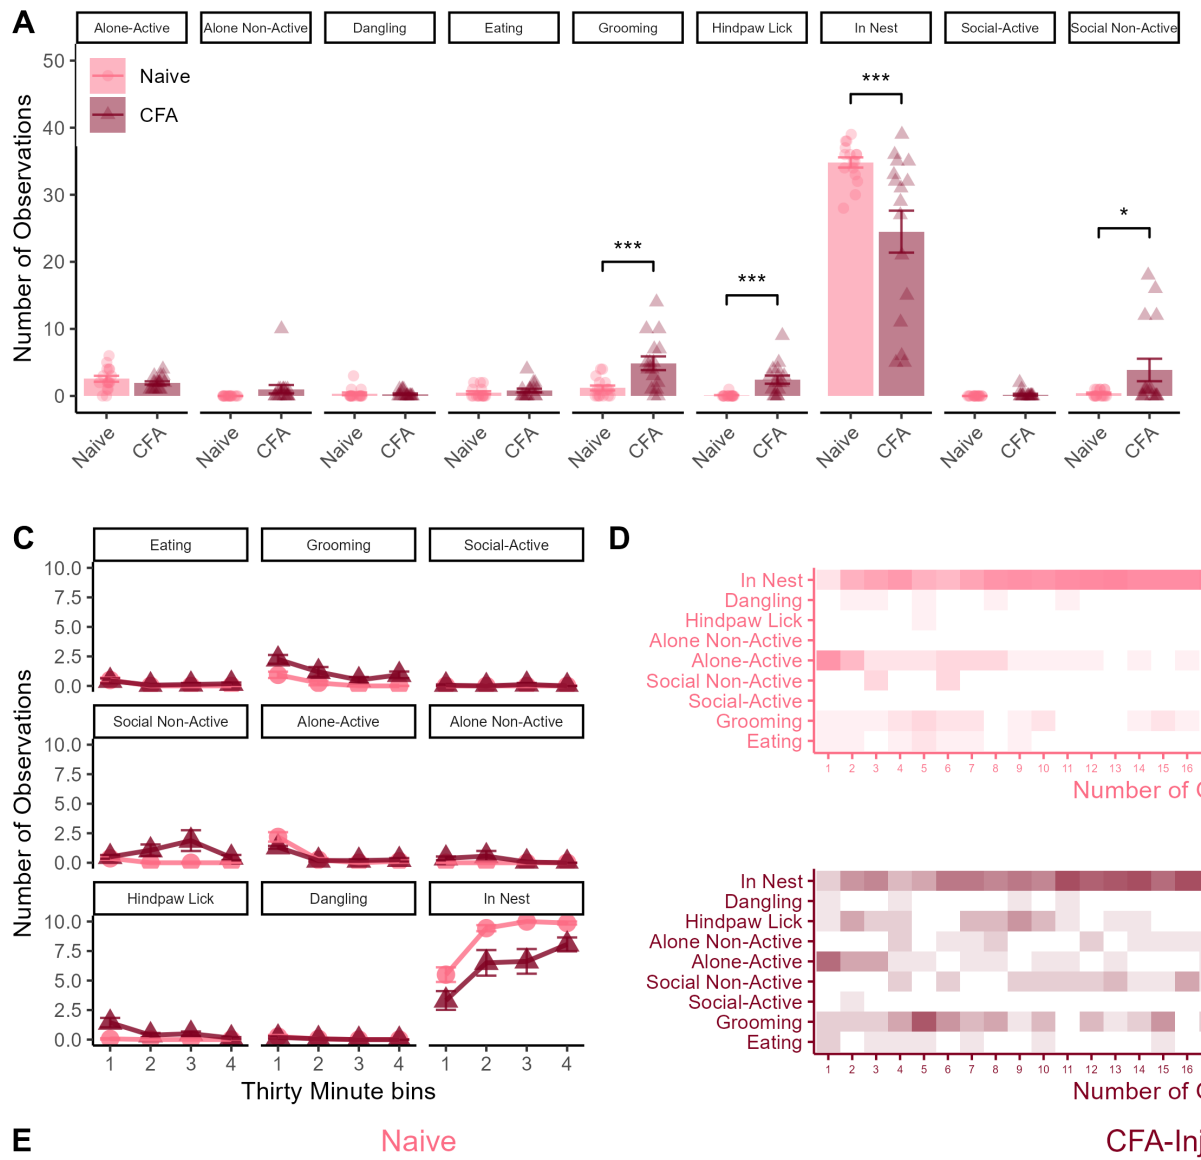 A
Alone-Active
Alone Non-Active
Dangling
Eating
Grooming
Hindpaw Lick
In Nest
Social-Active
Social Non-Active
Number of Observations
50
40
30
20
10
0
Naive
CFA
***
***
***
*
Naive
CFA
Naive
CFA
Naive
CFA
Naive
CFA
Naive
CFA
Naive
CFA
Naive
CFA
Naive
CFA
Naive
CFA
C
Eating
Grooming
Social-Active
10.0
7.5
5.0
2.5
0.0
Number of Observations
Social Non-Active
Alone-Active
Alone Non-Active
10.0
7.5
5.0
2.5
0.0
Hindpaw Lick
Dangling
In Nest
10.0
7.5
5.0
2.5
0.0
1 2 3 4
1 2 3 4
1 2 3 4
Thirty Minute bins
D
In Nest
Dangling
Hindpaw Lick
Alone Non-Active
Alone-Active
Social Non-Active
Social-Active
Grooming
Eating
1 2 3 4 5 6 7 8 9 10 11 12 13 14 15 16
Number of
In Nest
Dangling
Hindpaw Lick
Alone Non-Active
Alone-Active
Social Non-Active
Social-Active
Grooming
Eating
1 2 3 4 5 6 7 8 9 10 11 12 13 14 15 16
Number of
E
Naive
CFA-Inj